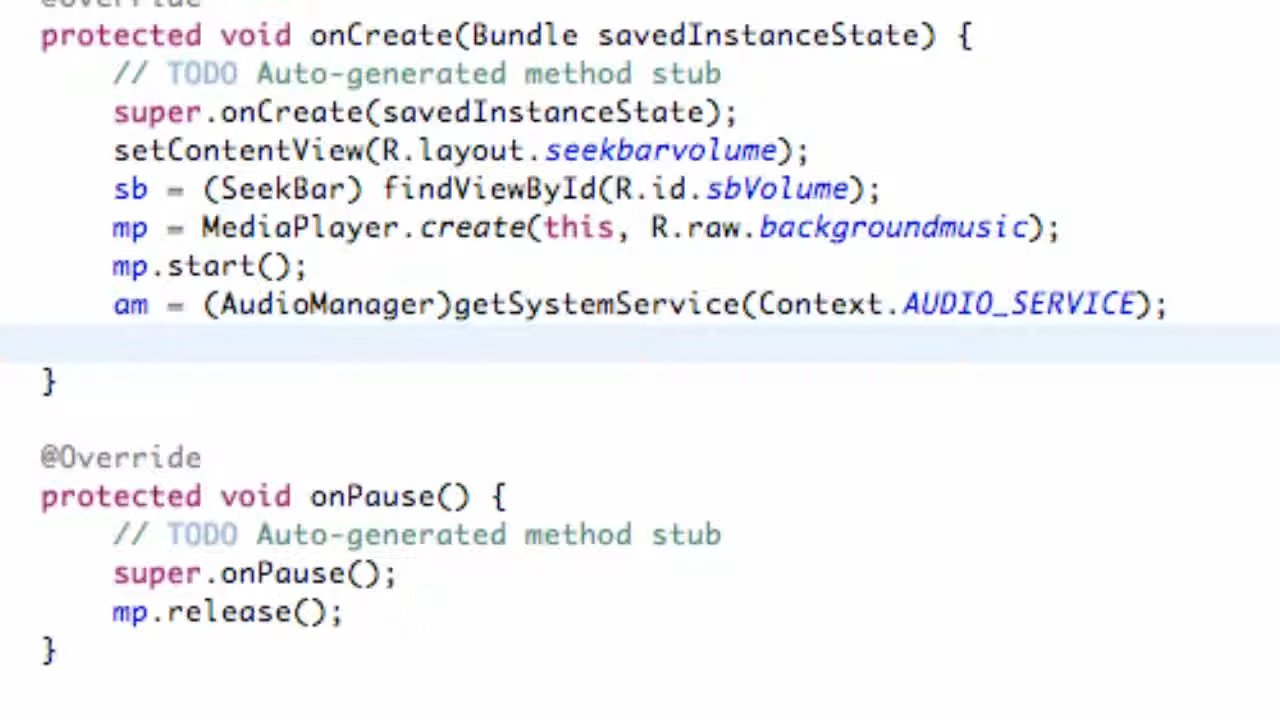 @Override
protected void onCreate(Bundle savedInstanceState) {
// TODO Auto-generated method stub
super.onCreate(savedInstanceState);
setContentView(R.layout.seekbarvolume);
sb = (SeekBar) findViewById(R.id.sbVolume);
mp = MediaPlayer.create(this, R.raw.backgroundmusic);
mp.start();
am = (AudioManager)getSystemService(Context.AUDIO_SERVICE);
}
@Override
protected void onPause() {
// TODO Auto-generated method stub
super.onPause();
mp.release();
}